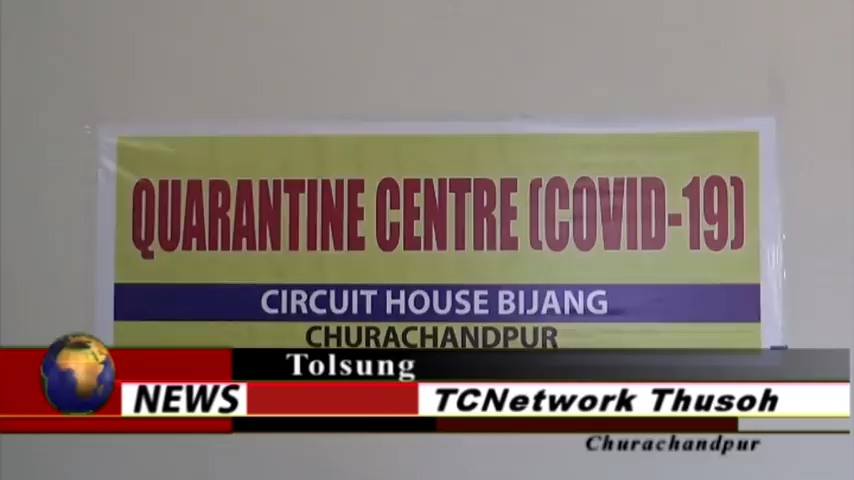 QUARANTINE CENTRE (COVID-19)
CIRCUIT HOUSE BIJANG
CHURACHANDPUR
Tolsung
NEWS
TCNetwork Thusoh
Churachandpur